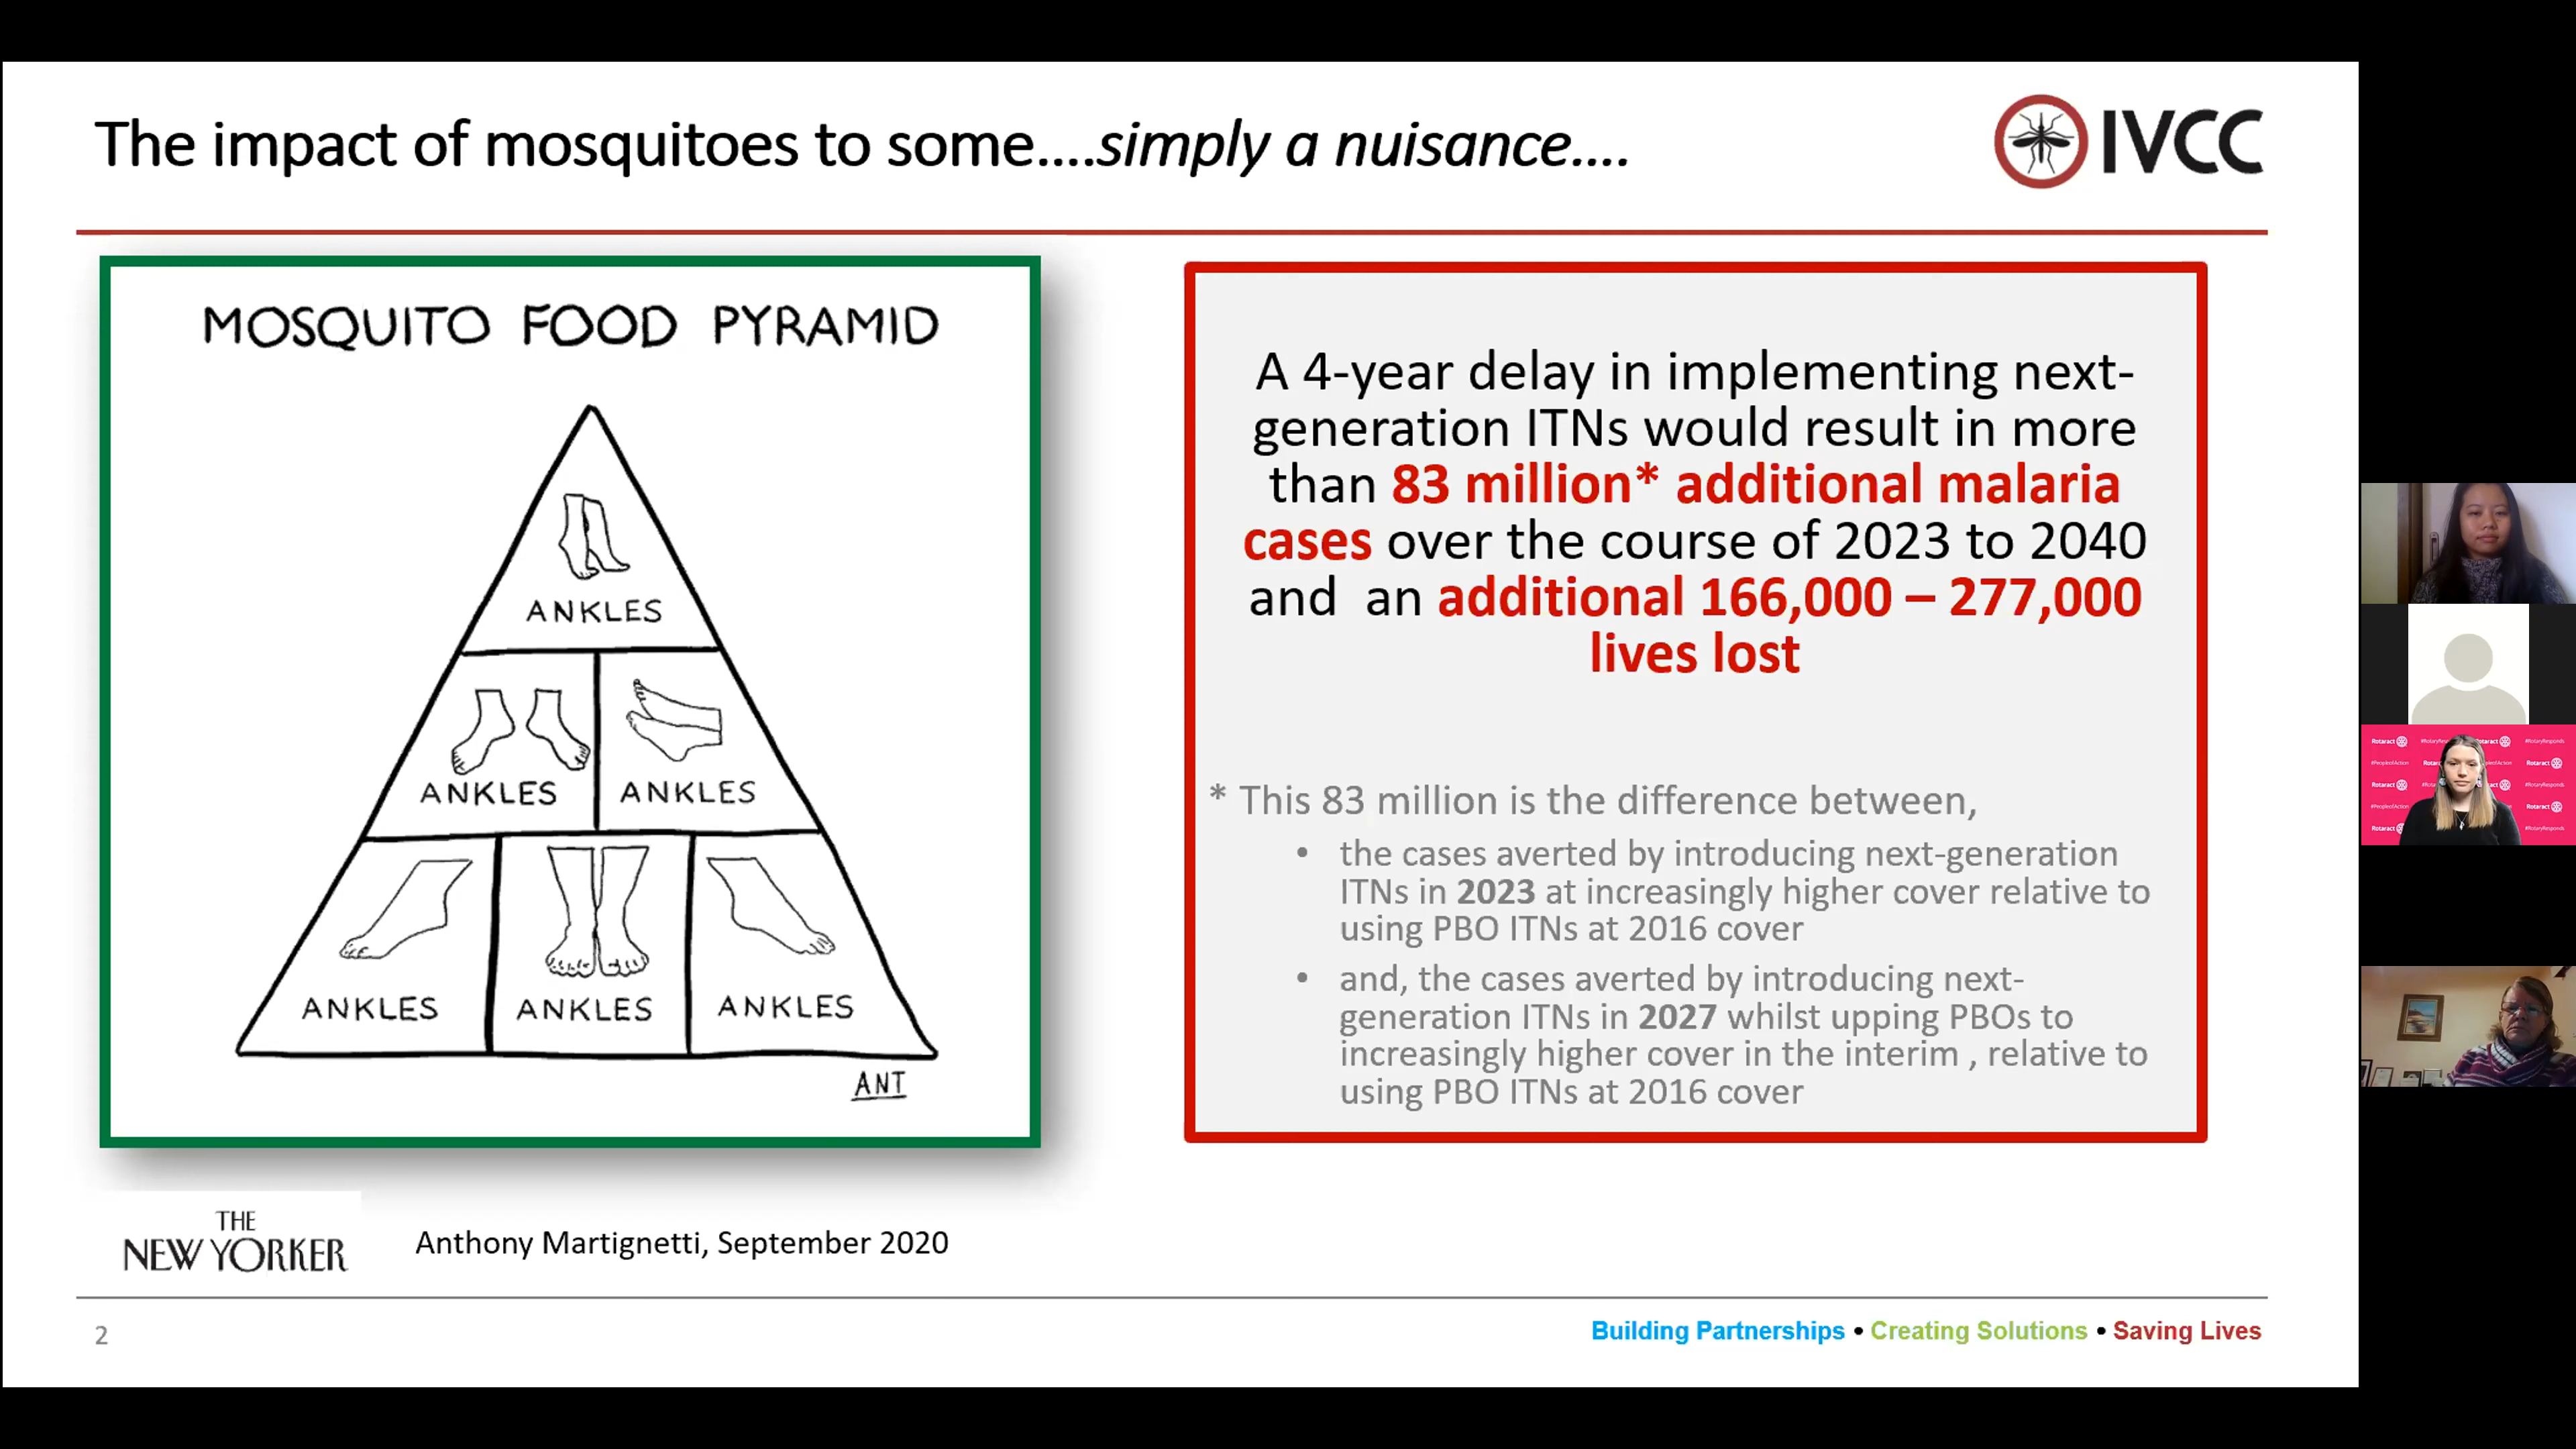 The impact of mosquitoes to some....simply a nuisance....
IVCC
MOSQUITO FOOD PYRAMID
ANKLES
ANKLES
ANKLES
ANKLES
ANKLES
ANKLES
ANT
A 4-year delay in implementing next-
generation ITNs would result in more
than 83 million* additional malaria
cases over the course of 2023 to 2040
and an additional 166,000 – 277,000
lives lost
* This 83 million is the difference between,
• the cases averted by introducing next-generation
ITNs in 2023 at increasingly higher cover relative to
using PBO ITNs at 2016 cover
• and, the cases averted by introducing next-
generation ITNs in 2027 whilst upping PBOs to
increasingly higher cover in the interim , relative to
using PBO ITNs at 2016 cover
THE
NEW YORKER
Anthony Martignetti, September 2020
2
Building Partnerships • Creating Solutions • Saving Lives
Rotaract
Rotaract
Rotaract
Rotaract